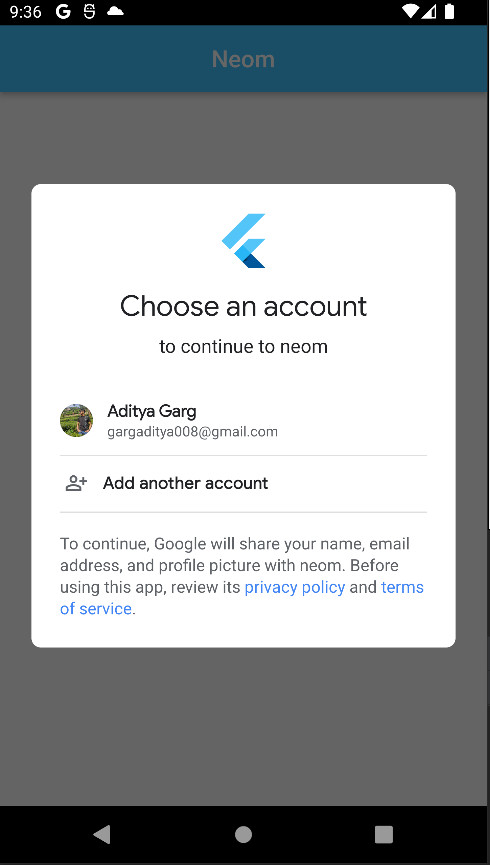 9:36
Neom
Choose an account
to continue to neom
Aditya Garg
gargaditya008@gmail.com
Add another account
To continue, Google will share your name, email
address, and profile picture with neom. Before
using this app, review its privacy policy and terms
of service.